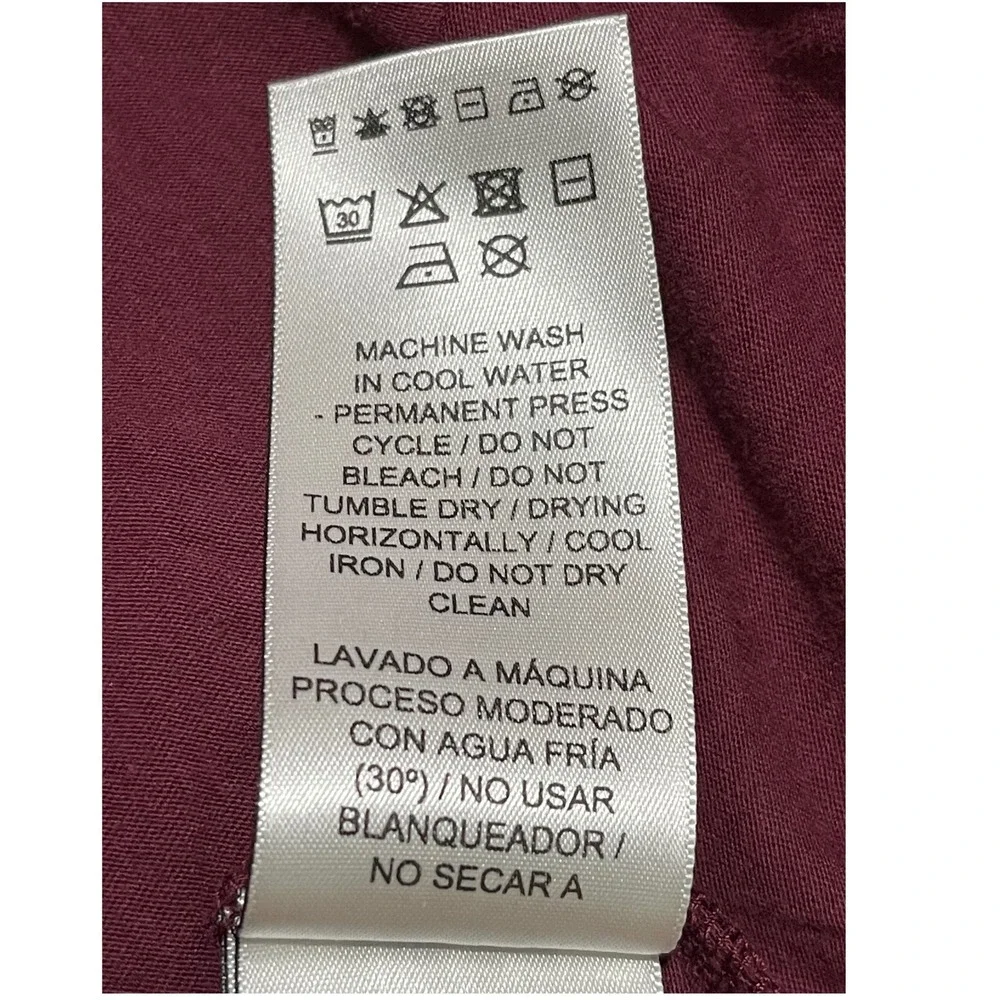 30
MACHINE WASH
IN COOL WATER
- PERMANENT PRESS
CYCLE / DO NOT
BLEACH / DO NOT
TUMBLE DRY / DRYING
HORIZONTALLY / COOL
IRON / DO NOT DRY
CLEAN
LAVADO A MÁQUINA
PROCESO MODERADO
CON AGUA FRÍA
(30º) / NO USAR
BLANQUEADOR /
NO SECAR A